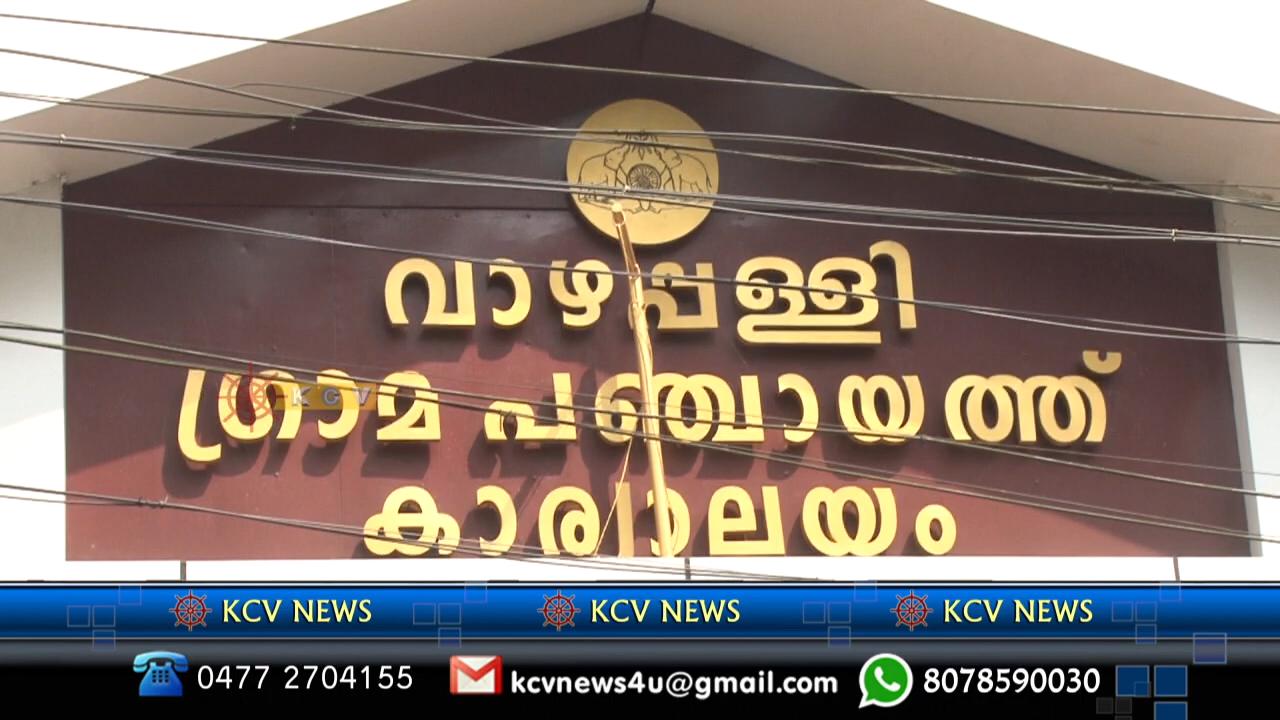 വാഴപ്പള്ളി
ഗ്രാമ പഞ്ചായത്ത്
കാര്യാലയം
KCV
KCV NEWS KCV NEWS KCV NEWS
0477 2704155 kcvnews4u@gmail.com 8078590030